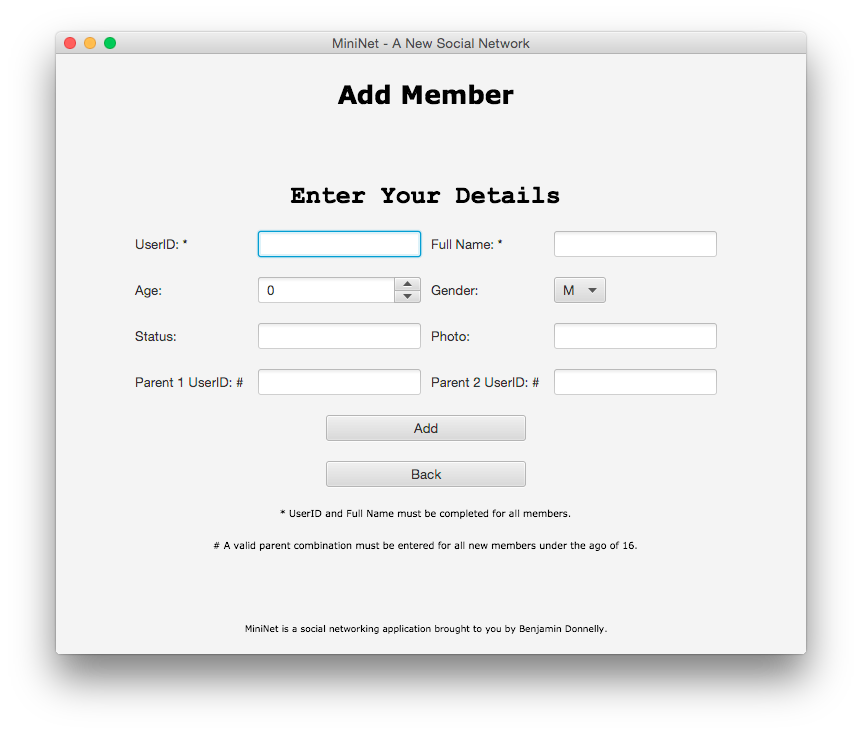 MiniNet - A New Social Network
Add Member
Enter Your Details
UserID: * Full Name: *
Age: 0 Gender: M
Status: Photo:
Parent 1 UserID: # Parent 2 UserID: #
Add
Back
* UserID and Full Name must be completed for all members.
# A valid parent combination must be entered for all new members under the ago of 16.
MiniNet is a social networking application brought to you by Benjamin Donnelly.